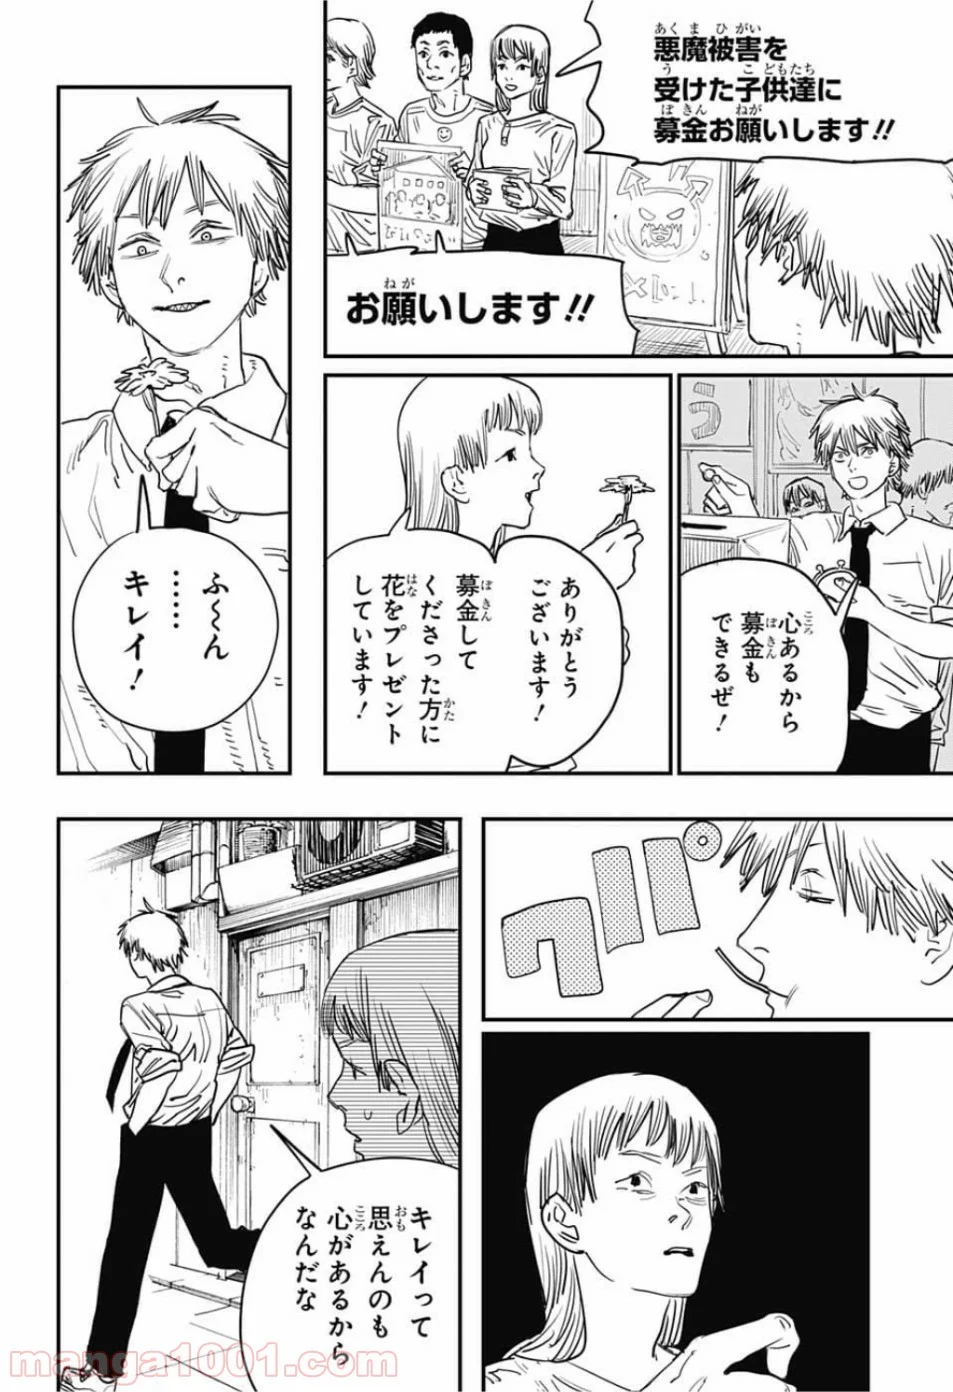 悪魔被害を
受けた子供達に
募金お願いします!!
お願いします!!
心あるから
募金も
できるぜ!
ありがとう
ございます!
募金して
くださった方に
花をプレゼント
しています!
ふ～ん
……
キレイ!
クパ
キレイって
思えんのも
心があるから
なんだな
manga1001.com